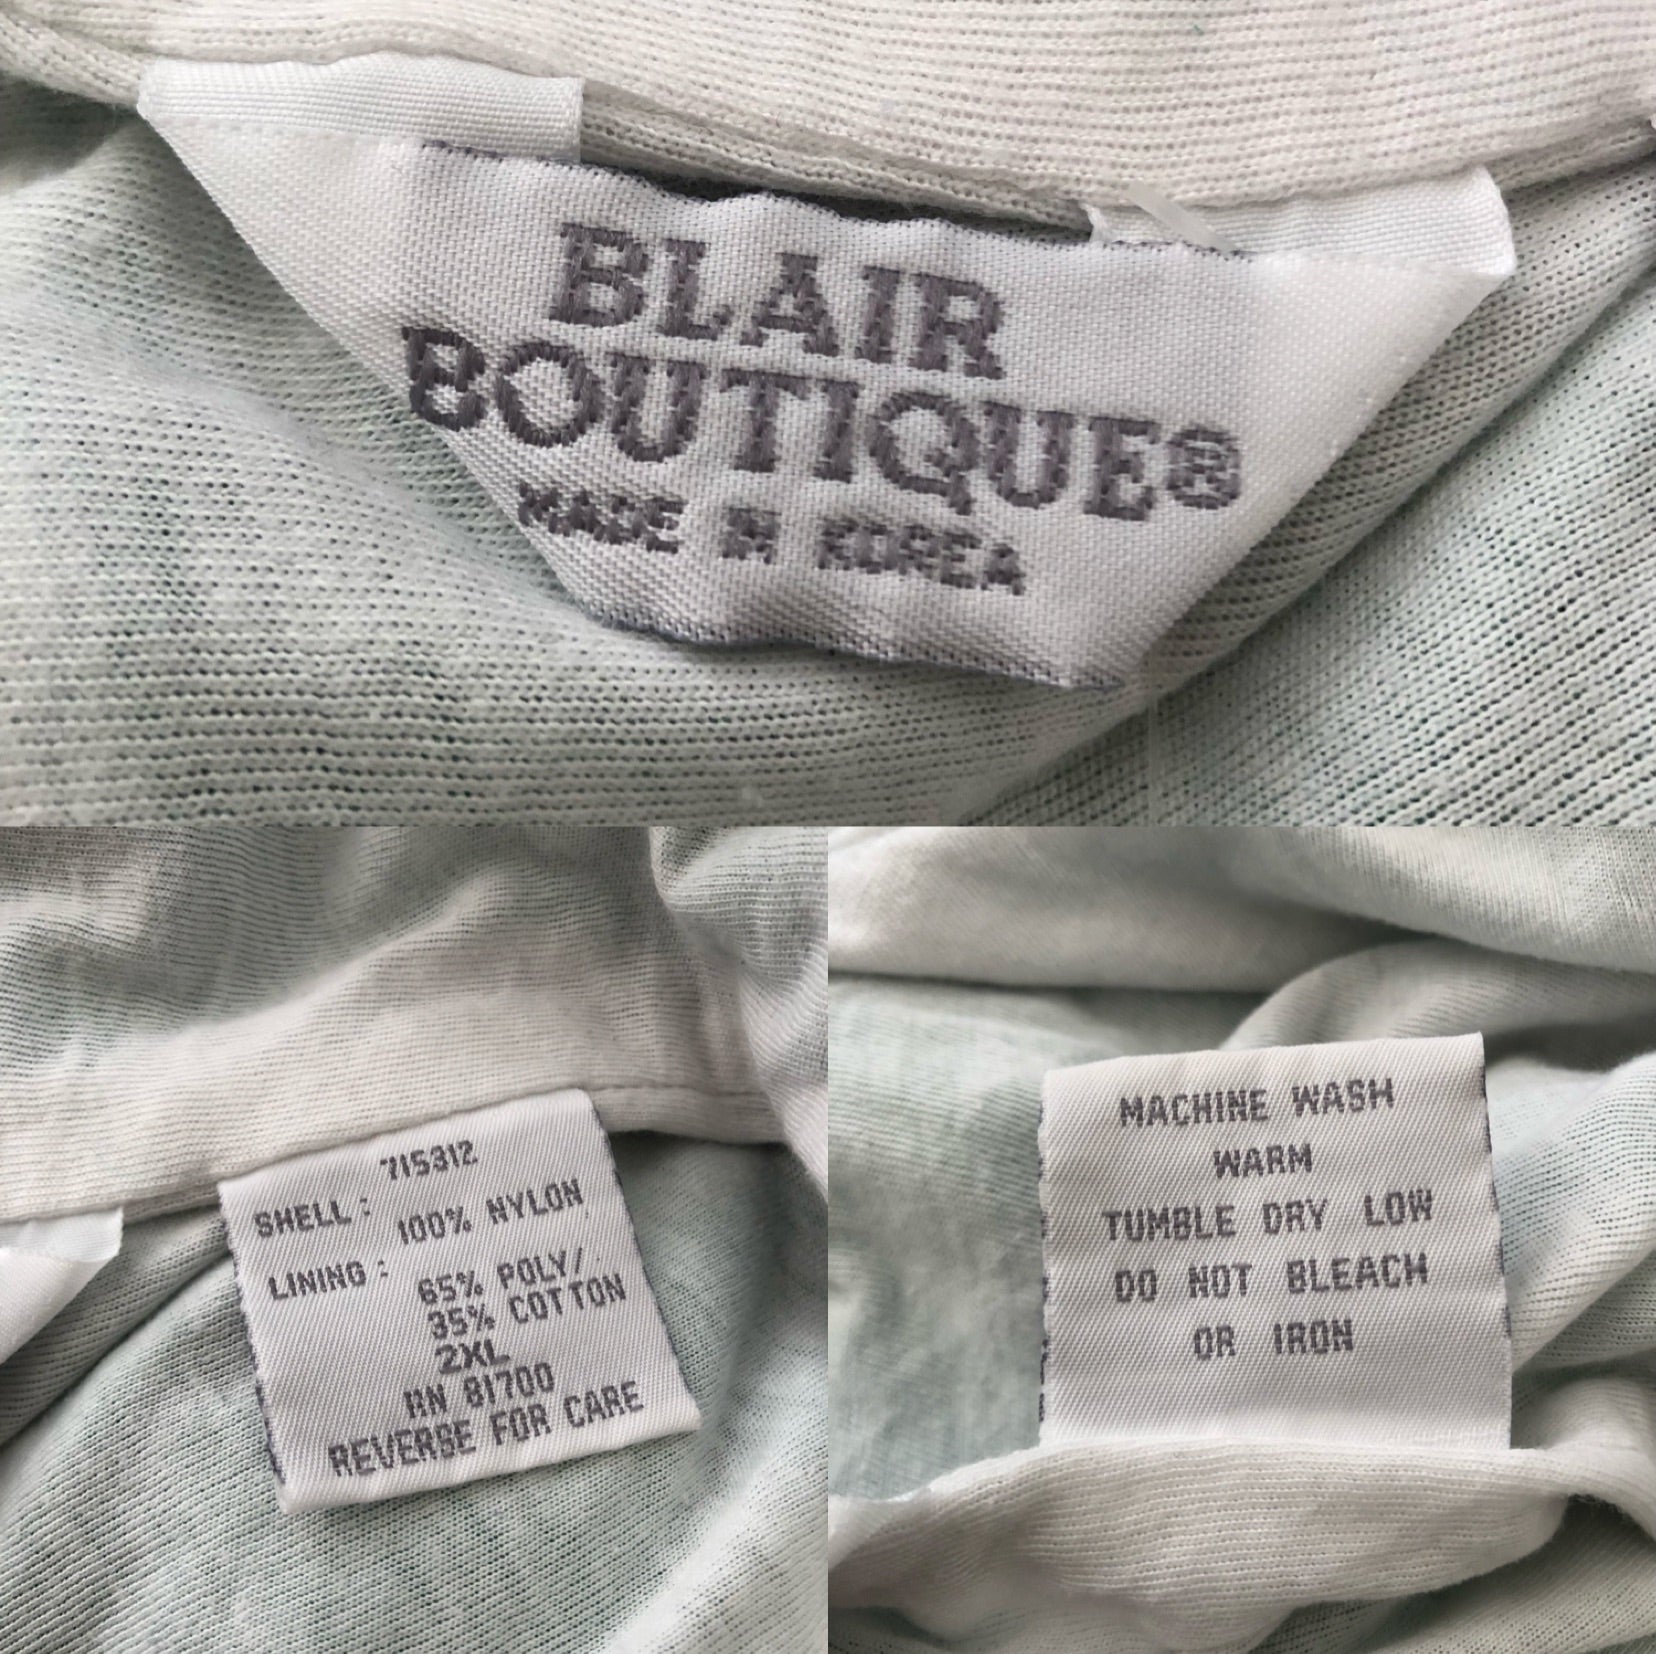 BLAIR
BOUTIQUE®
MADE IN KOREA
715312
SHELL: 100% NYLON
LINING: 65% POLY/
35% COTTON
2XL
RN 81700
REVERSE FOR CARE
MACHINE WASH
WARM
TUMBLE DRY LOW
DO NOT BLEACH
OR IRON